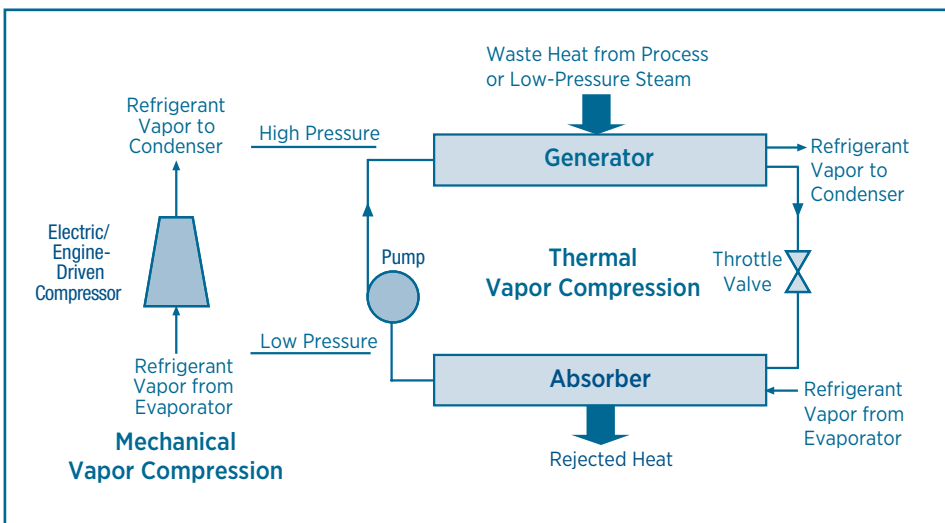 Waste Heat from Process
or Low-Pressure Steam
Refrigerant
Vapor to
Condenser
High Pressure
Generator
Refrigerant
Vapor to
Condenser
Electric/
Engine-
Driven
Compressor
Pump
Thermal
Vapor Compression
Throttle
Valve
Low Pressure
Refrigerant
Vapor from
Evaporator
Absorber
Refrigerant
Vapor from
Evaporator
Mechanical
Vapor Compression
Rejected Heat